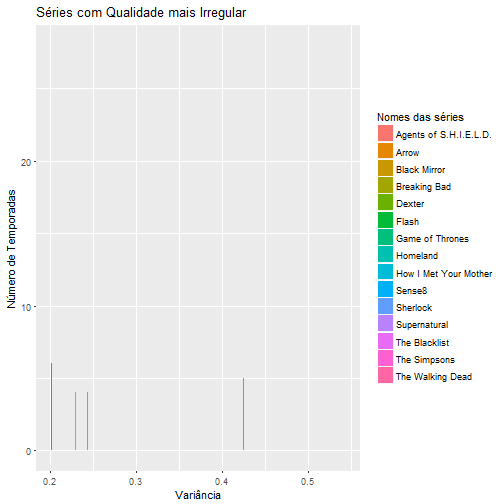 Séries com Qualidade mais Irregular
Número de Temporadas
20
10
0
0.2
0.3
0.4
0.5
Variância
Nomes das séries
Agents of S.H.I.E.L.D.
Arrow
Black Mirror
Breaking Bad
Dexter
Flash
Game of Thrones
Homeland
How I Met Your Mother
Sense8
Sherlock
Supernatural
The Blacklist
The Simpsons
The Walking Dead